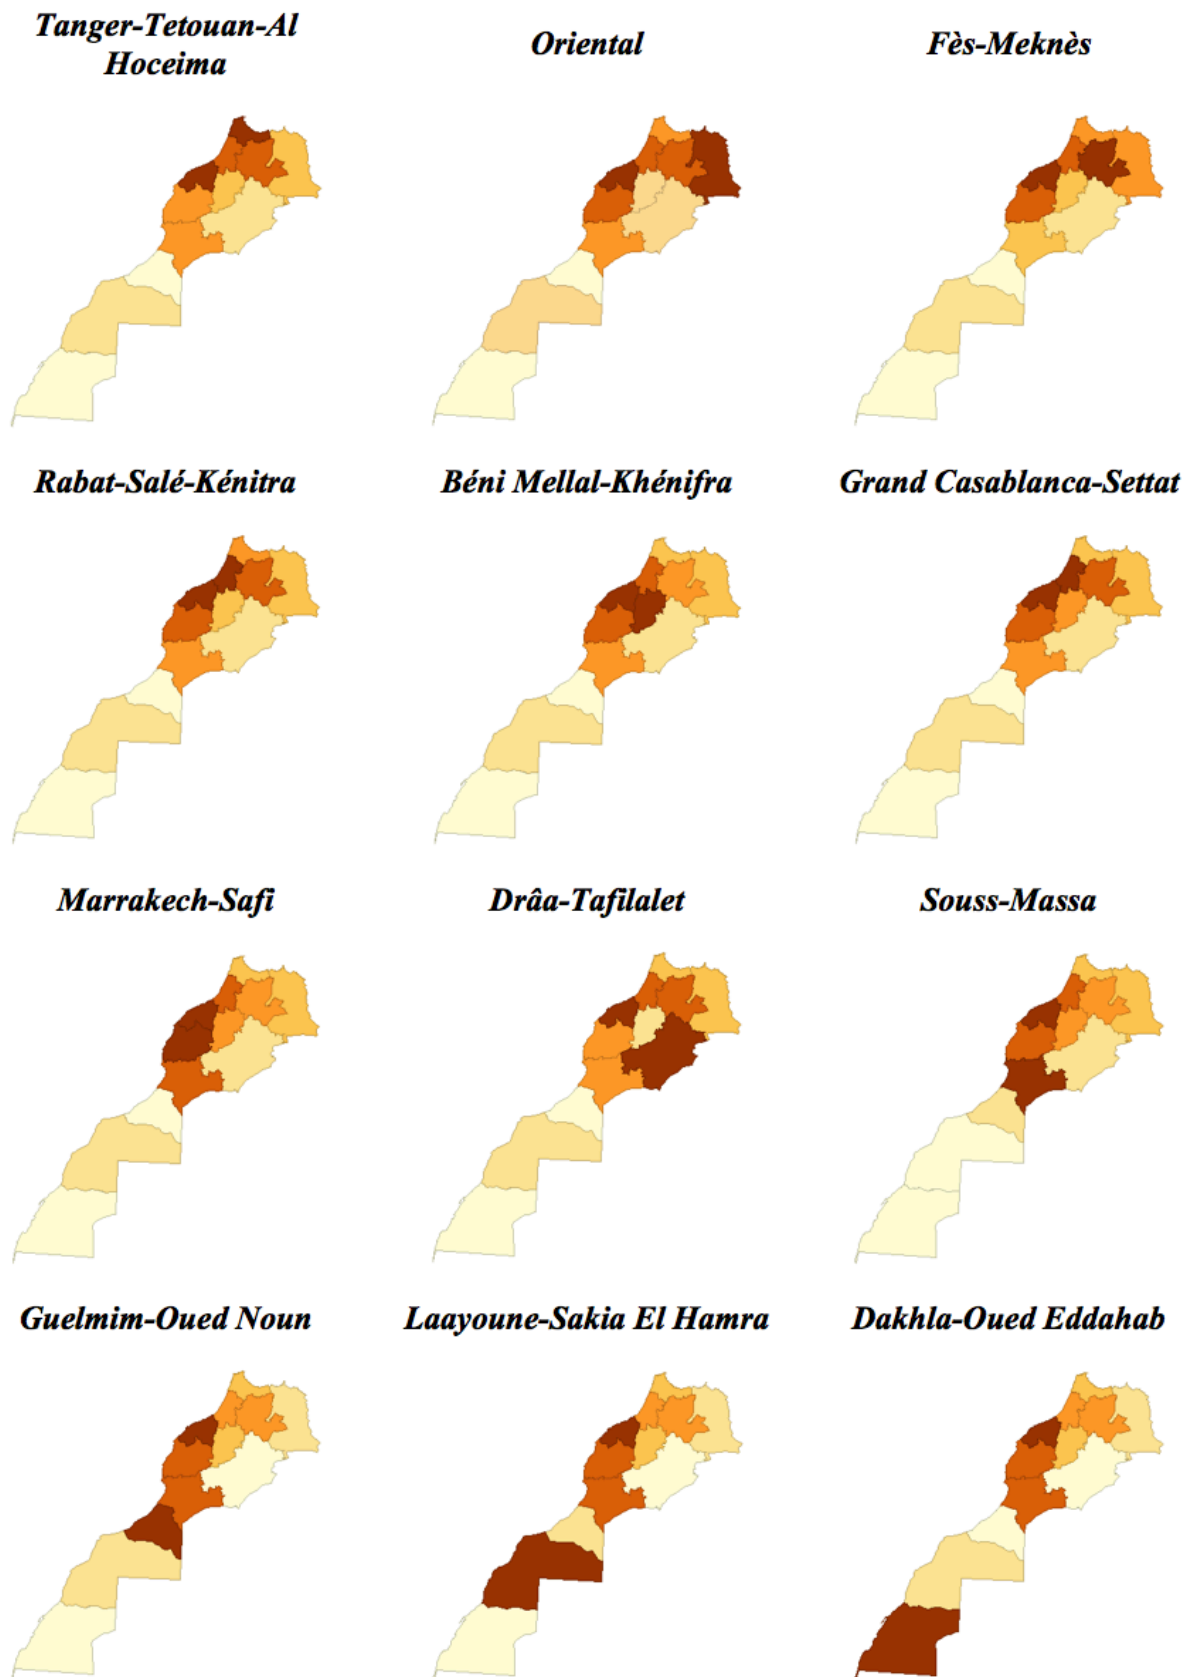 Tanger-Tetouan-Al
Hoceima
Oriental
Fès-Meknès
Rabat-Salé-Kénitra
Béni Mellal-Khénifra
Grand Casablanca-Settat
Marrakech-Safi
Drâa-Tafilalet
Souss-Massa
Guelmim-Oued Noun
Laayoune-Sakia El Hamra
Dakhla-Oued Eddahab